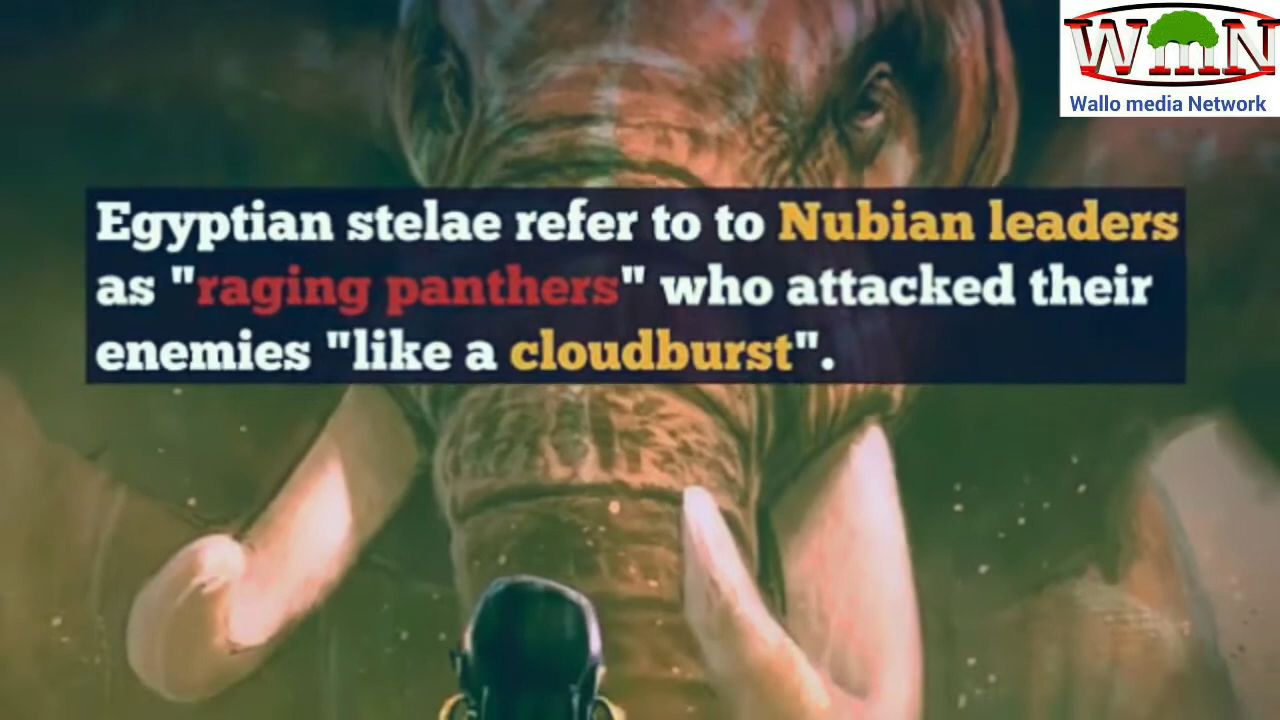 WMN
Wallo media Network
Egyptian stelae refer to to Nubian leaders
as "raging panthers" who attacked their
enemies "like a cloudburst".